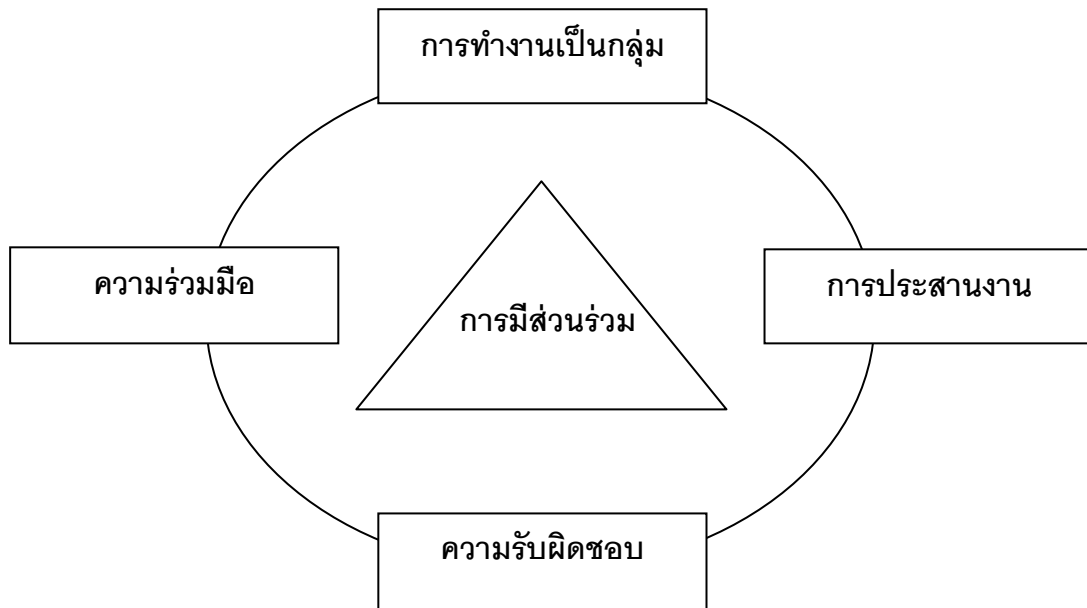 การทำงานเป็นกลุ่ม
ความร่วมมือ
การประสานงาน
การมีส่วนร่วม
ความรับผิดชอบ